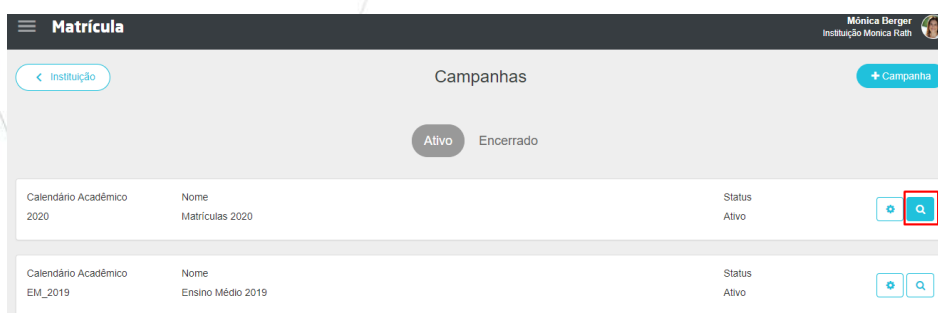 Matrícula
Mônica Berger
Instituição Monica Rath
Instituição
Campanhas
+ Campanha
Ativo Encerrado
Calendário Acadêmico Nome Status
2020 Matrículas 2020 Ativo
Calendário Acadêmico Nome Status
EM_2019 Ensino Médio 2019 Ativo